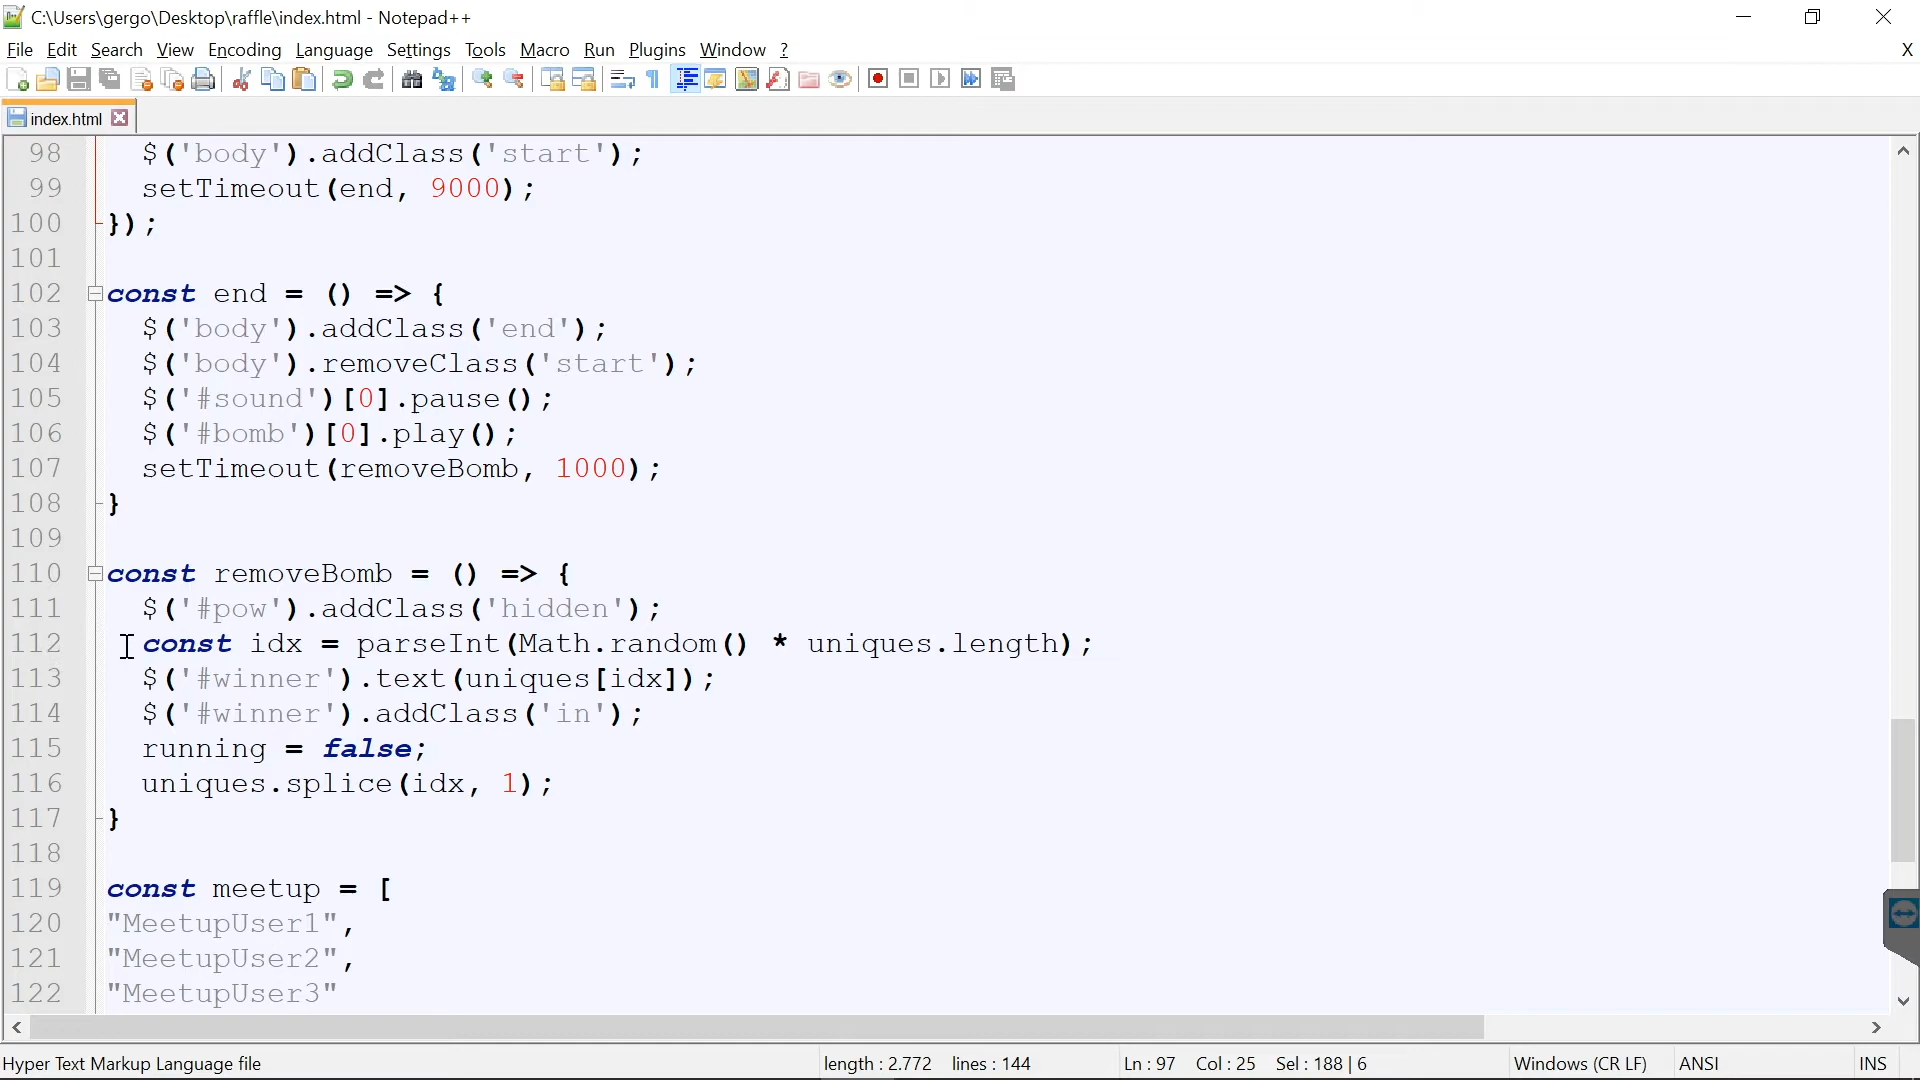 C:\Users\gergo\Desktop\raffle\index.html - Notepad++
File Edit Search View Encoding Language Settings Tools Macro Run Plugins Window ? X
index.html
98 $('body').addClass('start');
99 setTimeout(end, 9000);
100 });
101
102 const end = () => {
103 $('body').addClass('end');
104 $('body').removeClass('start');
105 $('#sound')[0].pause();
106 $('#bomb')[0].play();
107 setTimeout(removeBomb, 1000);
108 }
109
110 const removeBomb = () => {
111 $('#pow').addClass('hidden');
112 const idx = parseInt(Math.random() * uniques.length);
113 $('#winner').text(uniques[idx]);
114 $('#winner').addClass('in');
115 running = false;
116 uniques.splice(idx, 1);
117 }
118
119 const meetup = [
120 "MeetupUser1",
121 "MeetupUser2",
122 "MeetupUser3"
Hyper Text Markup Language file length : 2.772 lines : 144 Ln : 97 Col : 25 Sel : 188 | 6 Windows (CR LF) ANSI INS